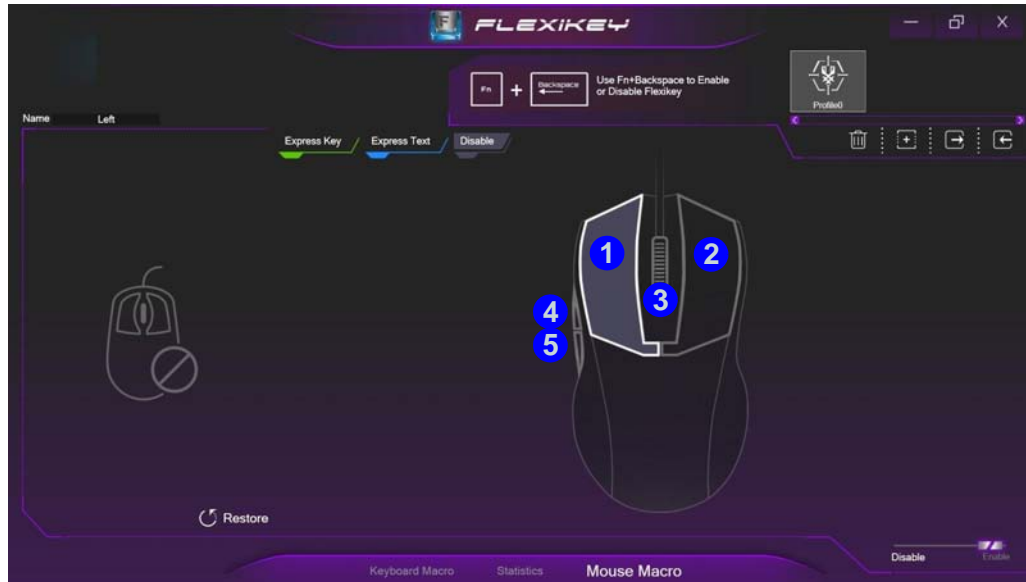 FLEXIKEY
Fn + Backspace Use Fn+Backspace to Enable
or Disable Flexikey
Profile0
Name Left
Express Key Express Text Disable
1
2
3
4
5
Restore
Disable Enable
Keyboard Macro Statistics Mouse Macro